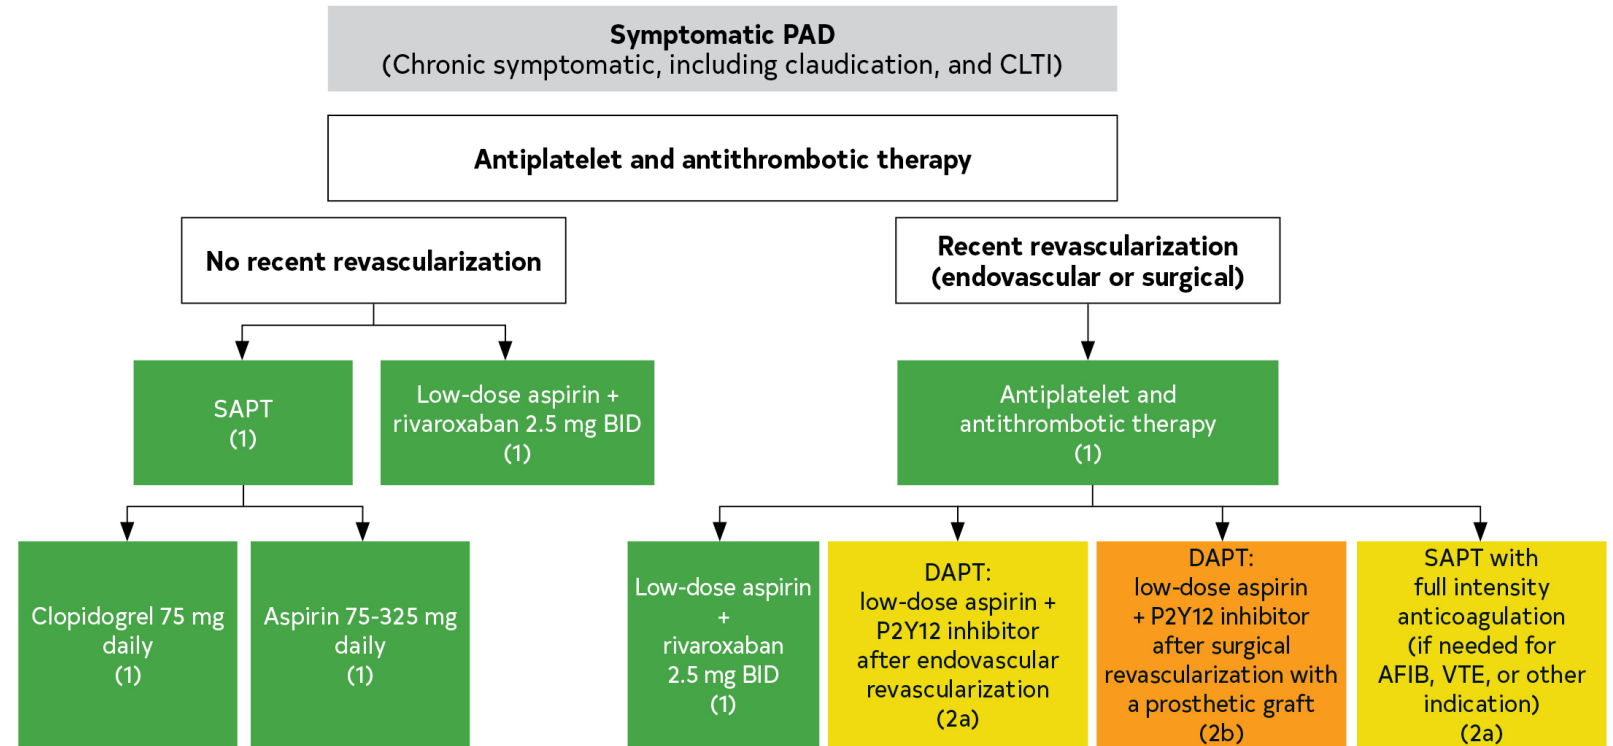 Symptomatic PAD
(Chronic symptomatic, including claudication, and CLTI)
Antiplatelet and antithrombotic therapy
No recent revascularization
Recent revascularization
(endovascular or surgical)
SAPT
(1)
Low-dose aspirin +
rivaroxaban 2.5 mg BID
(1)
Antiplatelet and
antithrombotic therapy
(1)
Clopidogrel 75 mg
daily
(1)
Aspirin 75-325 mg
daily
(1)
Low-dose aspirin
+
rivaroxaban
2.5 mg BID
(1)
DAPT:
low-dose aspirin +
P2Y12 inhibitor
after endovascular
revascularization
(2a)
DAPT:
low-dose aspirin
+ P2Y12 inhibitor
after surgical
revascularization with
a prosthetic graft
(2b)
SAPT with
full intensity
anticoagulation
(if needed for
AFIB, VTE, or other
indication)
(2a)